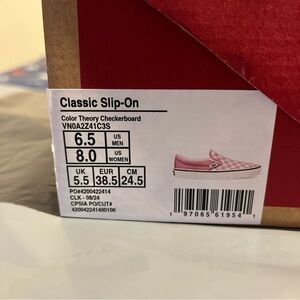 Classic Slip-On
Color Theory Checkerboard
VN0A2Z41C3S
6.5 US MEN
8.0 US WOMEN
UK EUR CM
5.5 38.5 24.5
PO#4200422414
CLK - 08/24
CPSIA PO/CUT#
420042241400100
1 97065 61954 1